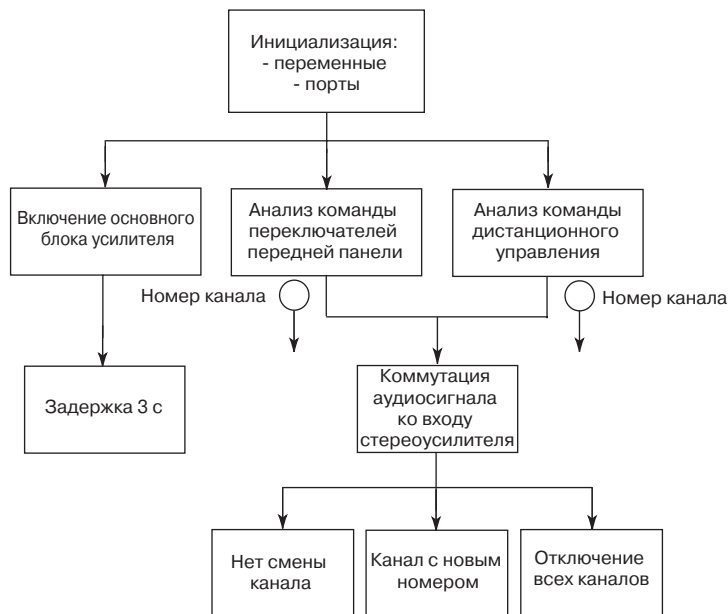 Инициализация:
- переменные
- порты
Включение основного
блока усилителя
Анализ команды
переключателей
передней панели
Анализ команды
дистанционного
управления
Номер канала
Номер канала
Задержка 3 с
Коммутация
аудиосигнала
ко входу
стереоусилителя
Нет смены
канала
Канал с новым
номером
Отключение
всех каналов